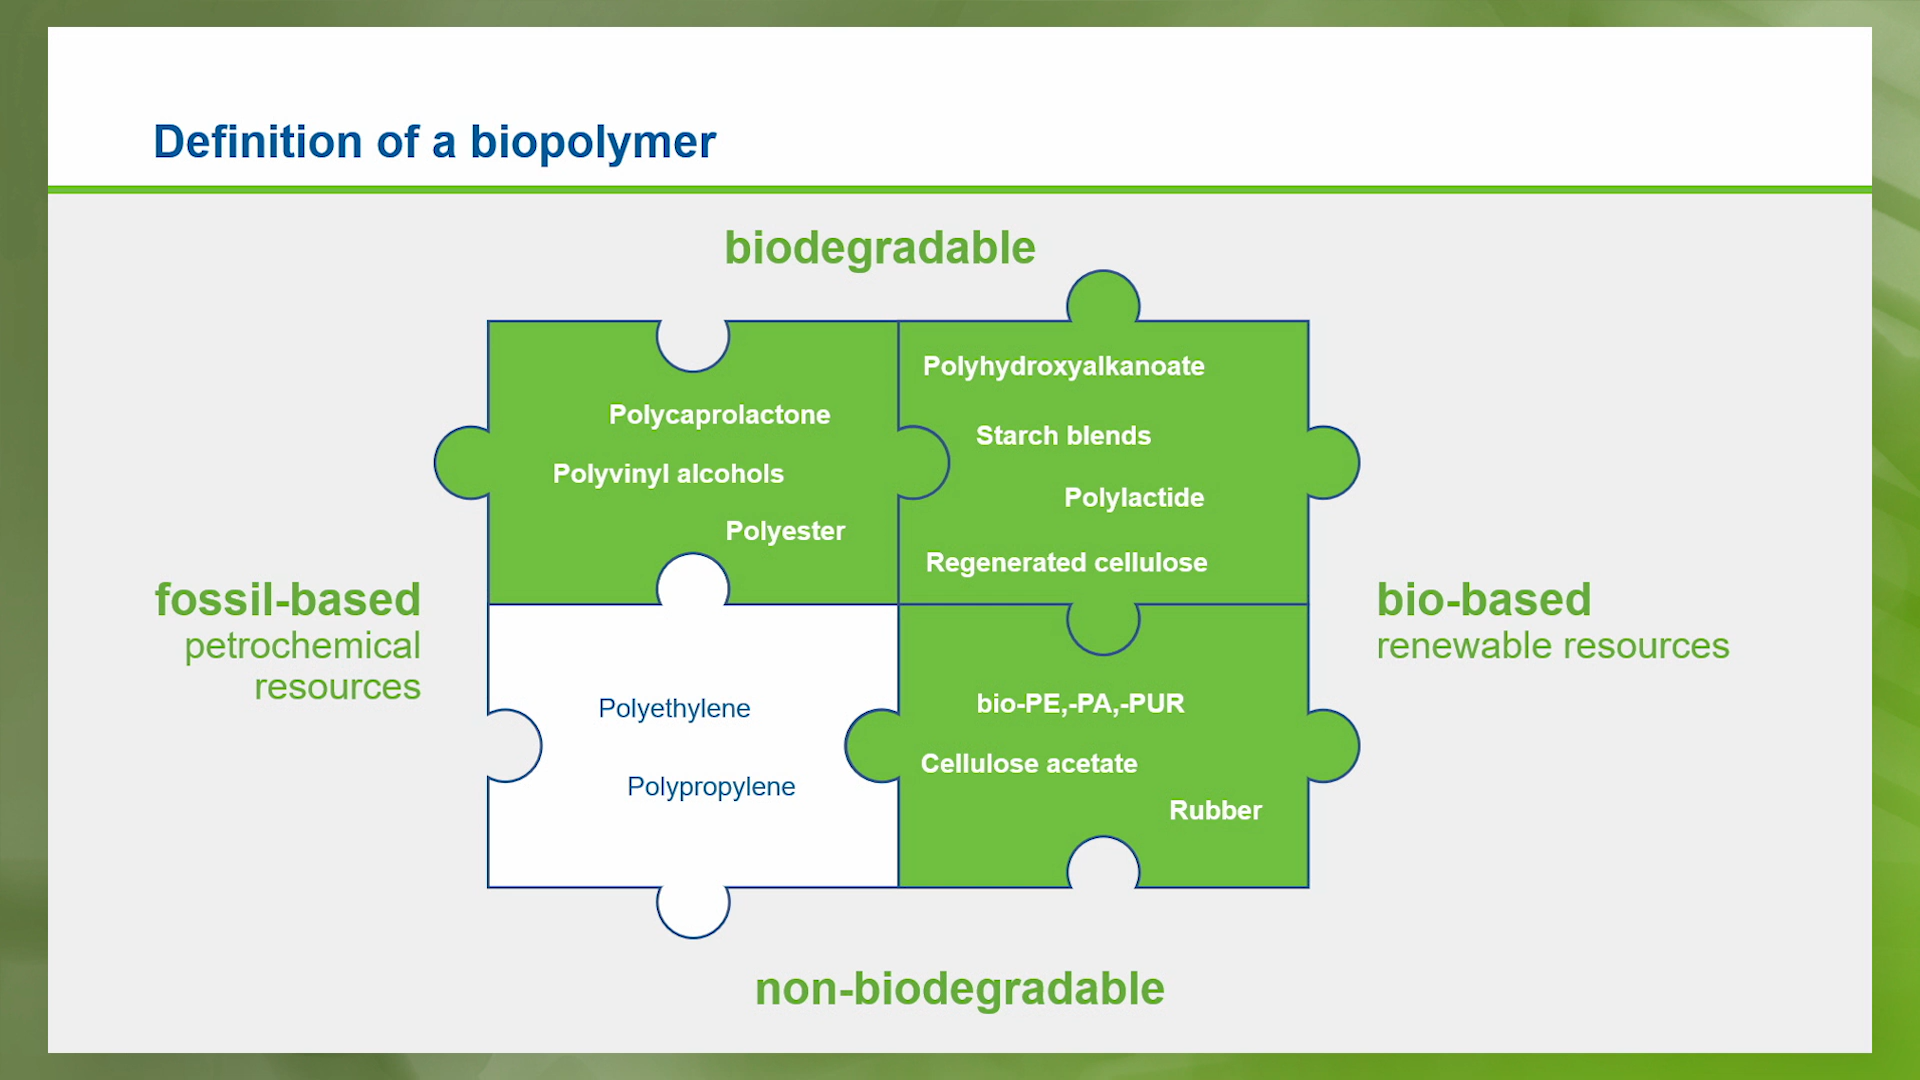 Definition of a biopolymer
biodegradable
Polycaprolactone
Polyvinyl alcohols
Polyester
Polyhydroxyalkanoate
Starch blends
Polylactide
Regenerated cellulose
fossil-based
petrochemical
resources
bio-based
renewable resources
Polyethylene
Polypropylene
bio-PE,-PA,-PUR
Cellulose acetate
Rubber
non-biodegradable